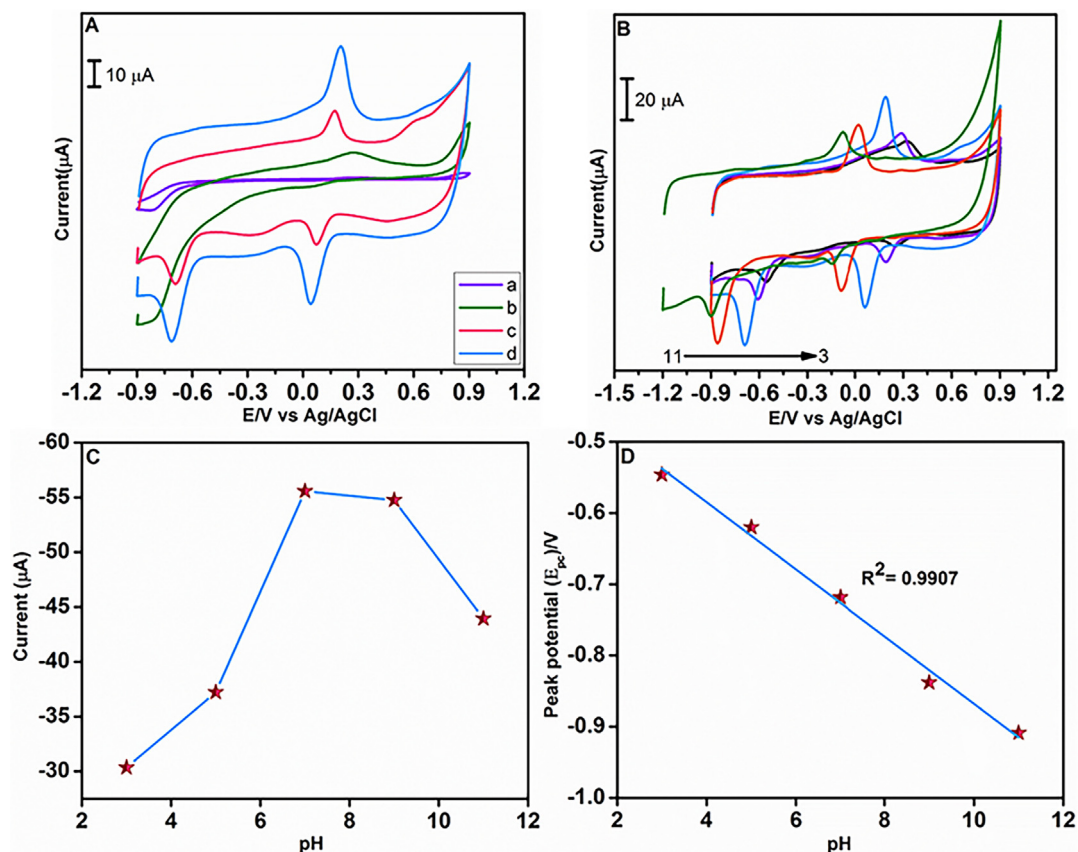 A
10 μA
Current(μA)
a
b
c
d
-1.2 -0.9 -0.6 -0.3 0.0 0.3 0.6 0.9 1.2
E/V vs Ag/AgCl
B
20 μA
Current(μA)
11 3
-1.5 -1.2 -0.9 -0.6 -0.3 0.0 0.3 0.6 0.9 1.2
E/V vs Ag/AgCl
C
-60
-55
-50
-45
-40
-35
-30
Current (μA)
2 4 6 8 10 12
pH
D
-0.5
-0.6
-0.7
-0.8
-0.9
-1.0
Peak potential (Epc)/V
R2= 0.9907
2 4 6 8 10 12
pH